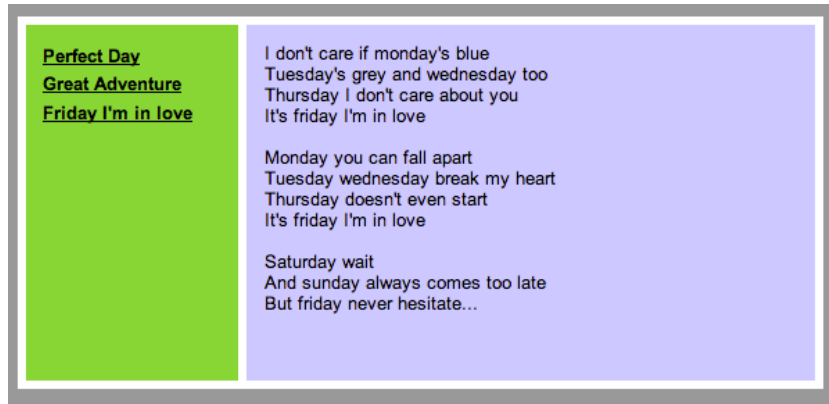 Perfect Day
Great Adventure
Friday I'm in love
I don't care if monday's blue
Tuesday's grey and wednesday too
Thursday I don't care about you
It's friday I'm in love
Monday you can fall apart
Tuesday wednesday break my heart
Thursday doesn't even start
It's friday I'm in love
Saturday wait
And sunday always comes too late
But friday never hesitate...